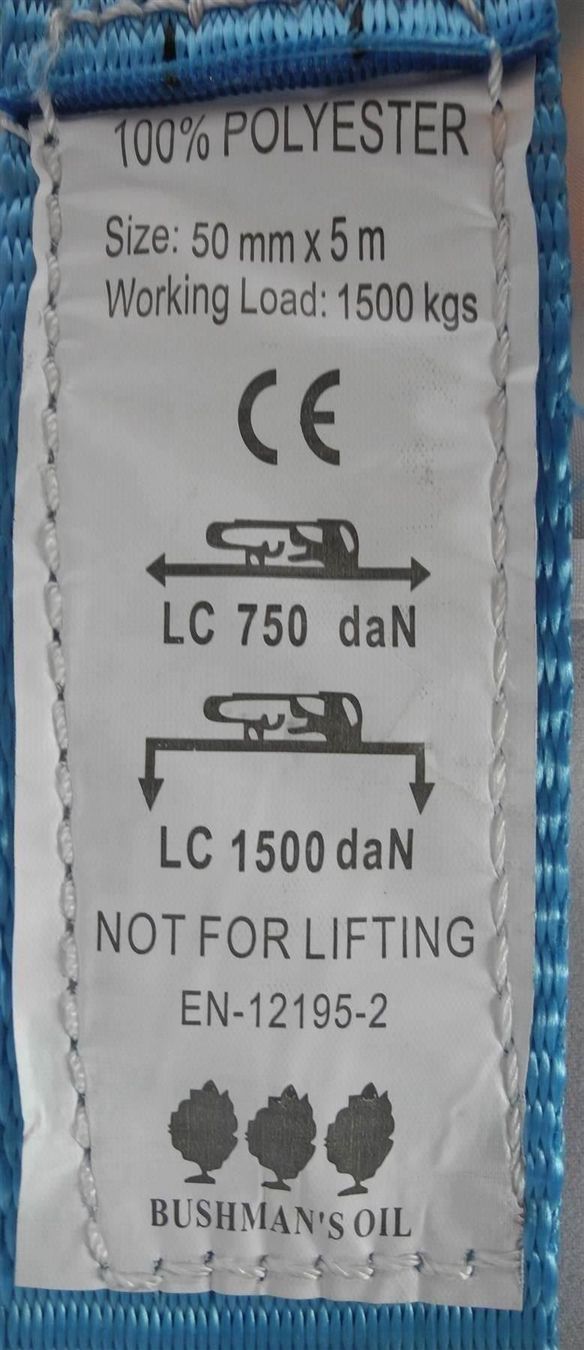 100% POLYESTER
Size: 50 mm x 5 m
Working Load: 1500 kgs
CE
LC 750 daN
LC 1500 daN
NOT FOR LIFTING
EN-12195-2
BUSHMAN'S OIL